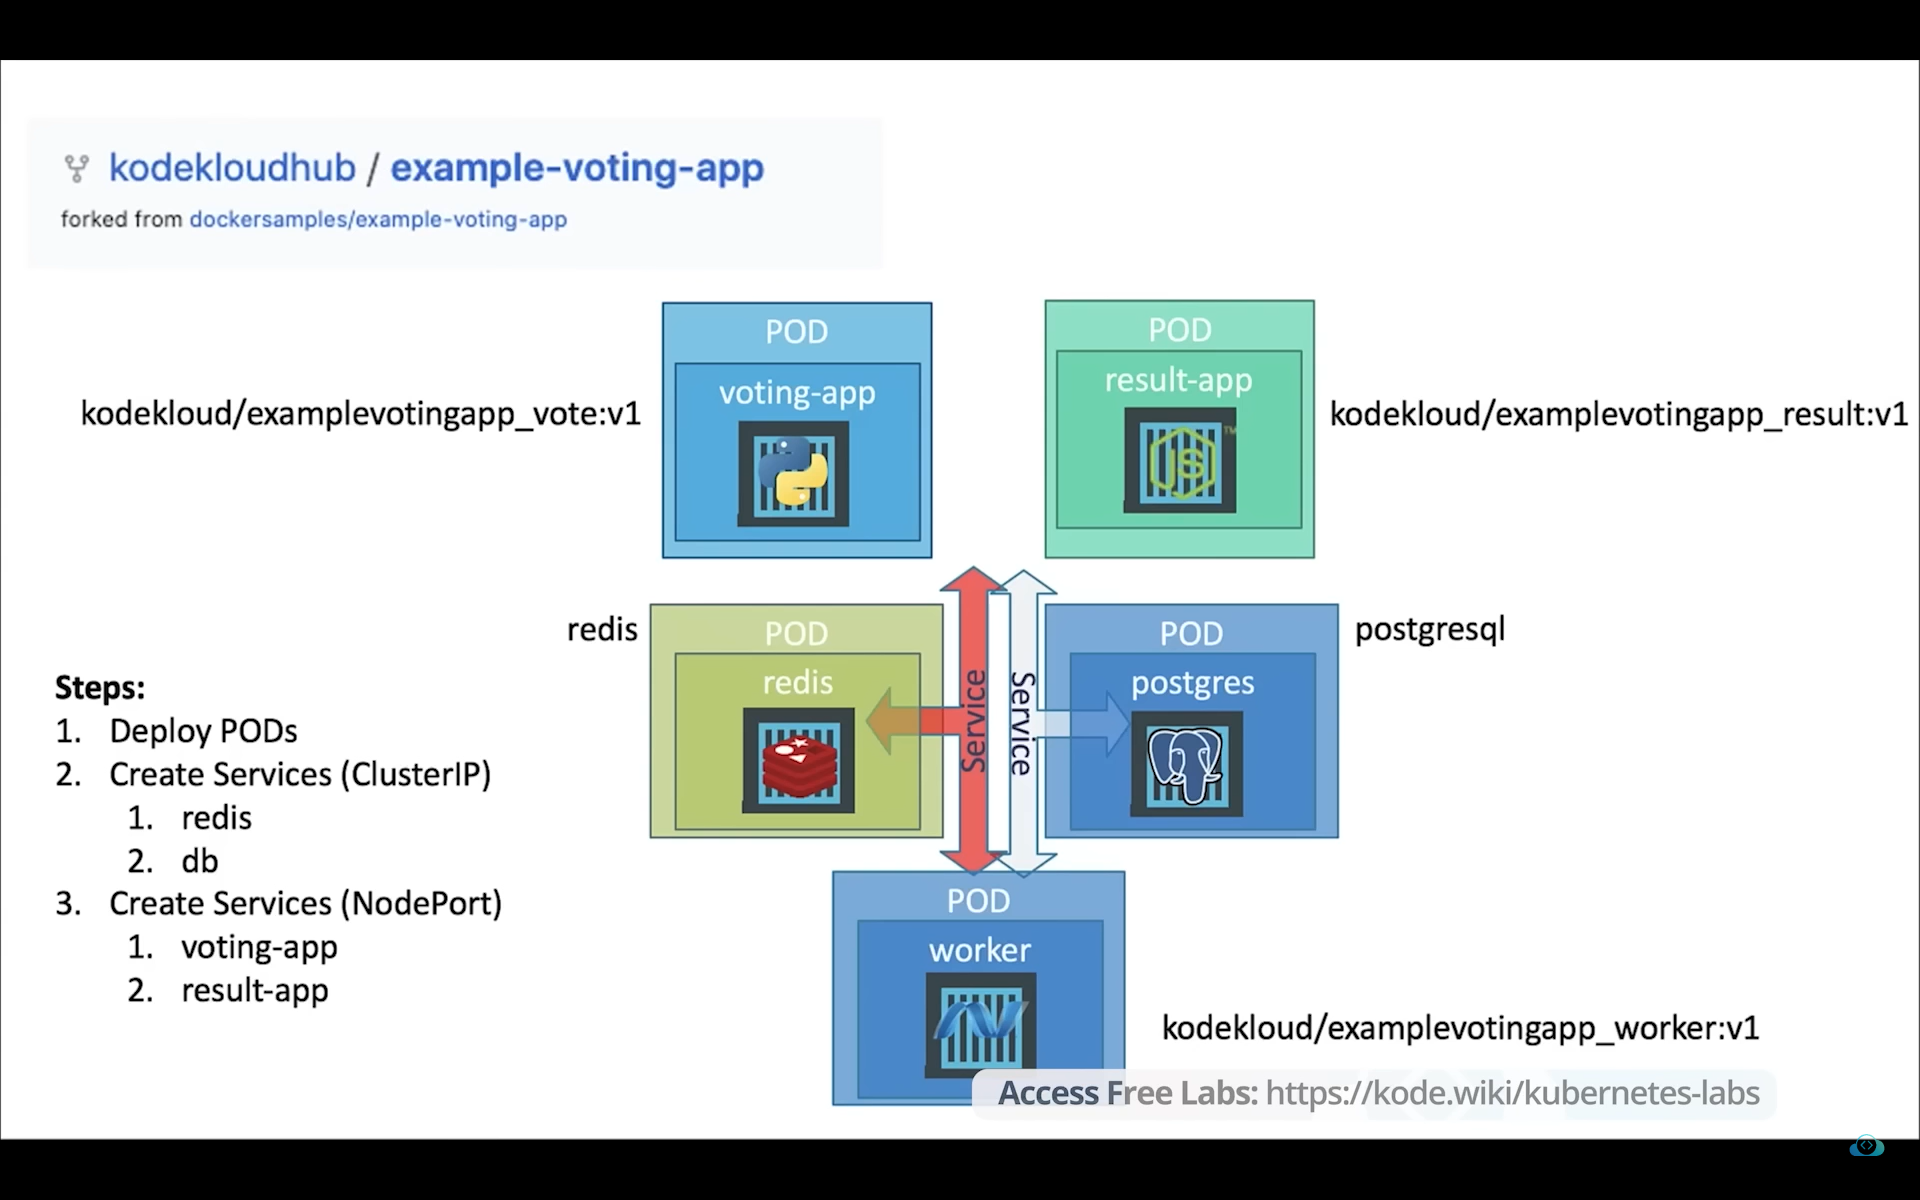 kodekloudhub / example-voting-app
forked from dockersamples/example-voting-app
POD
voting-app
kodekloud/examplevotingapp_vote:v1
POD
result-app
JS
TM
kodekloud/examplevotingapp_result:v1
redis
POD
redis
Service
Service
POD
postgres
postgresql
Steps:
1. Deploy PODs
2. Create Services (ClusterIP)
1. redis
2. db
3. Create Services (NodePort)
1. voting-app
2. result-app
POD
worker
kodekloud/examplevotingapp_worker:v1
Access Free Labs: https://kode.wiki/kubernetes-labs